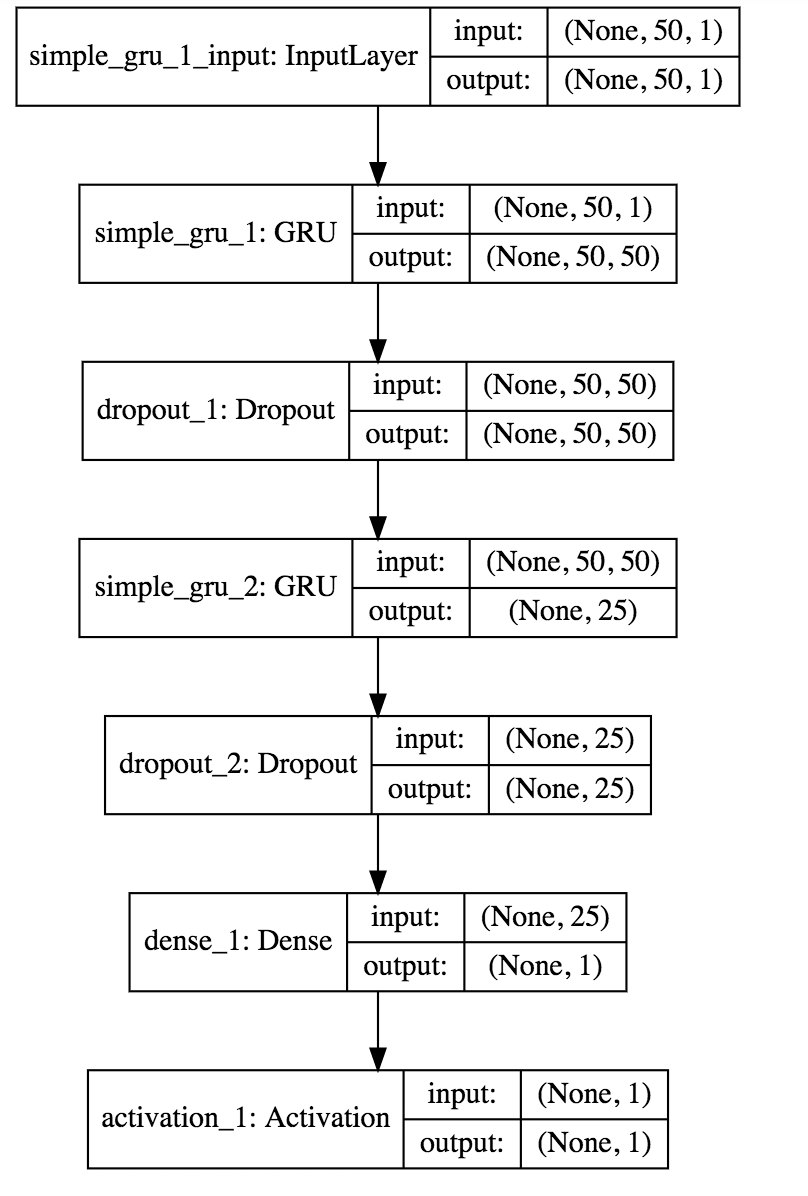 simple_gru_1_input: InputLayer
input: (None, 50, 1)
output: (None, 50, 1)
simple_gru_1: GRU
input: (None, 50, 1)
output: (None, 50, 50)
dropout_1: Dropout
input: (None, 50, 50)
output: (None, 50, 50)
simple_gru_2: GRU
input: (None, 50, 50)
output: (None, 25)
dropout_2: Dropout
input: (None, 25)
output: (None, 25)
dense_1: Dense
input: (None, 25)
output: (None, 1)
activation_1: Activation
input: (None, 1)
output: (None, 1)